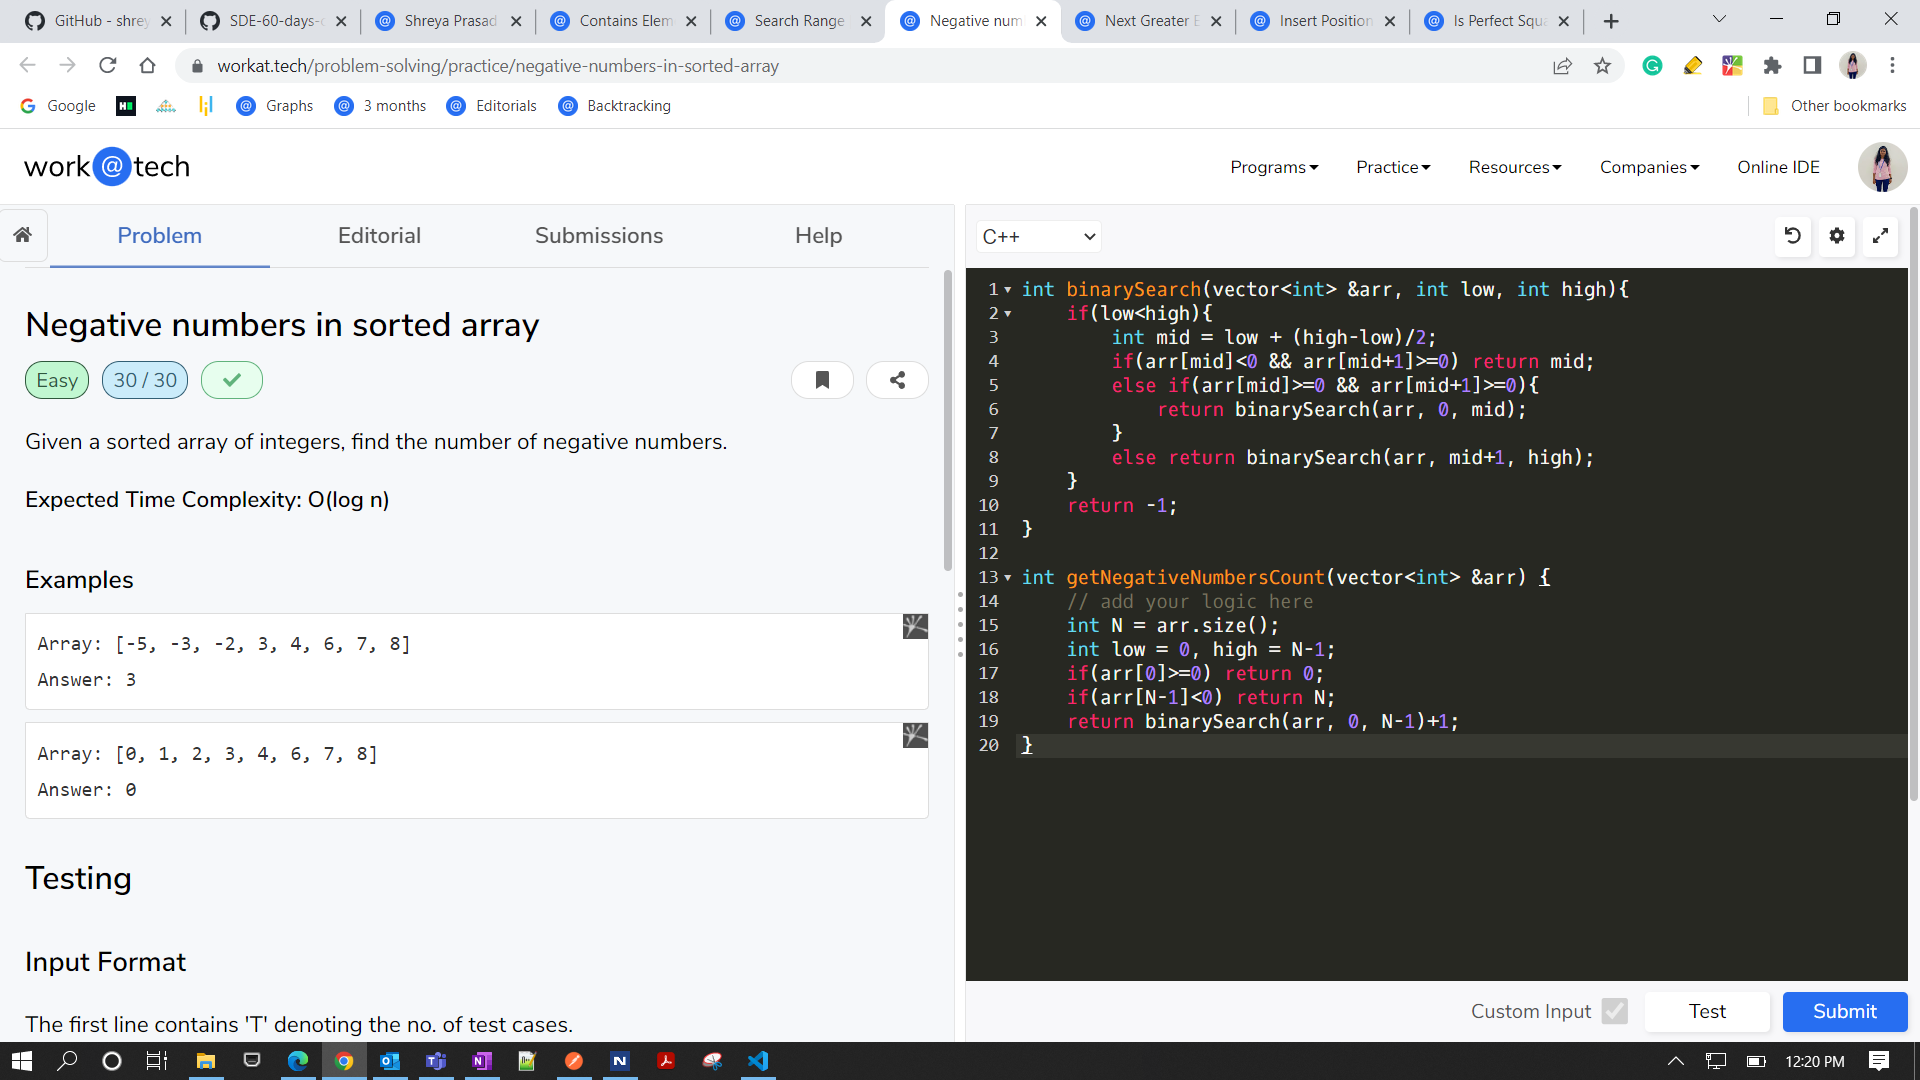 GitHub - shrey
SDE-60-days-
Shreya Prasad
Contains Elem
Search Range
Negative num
Next Greater E
Insert Position
Is Perfect Squa
workat.tech/problem-solving/practice/negative-numbers-in-sorted-array
Google
Graphs
3 months
Editorials
Backtracking
Other bookmarks
work@tech
Programs
Practice
Resources
Companies
Online IDE
Problem
Editorial
Submissions
Help
Negative numbers in sorted array
Easy
30 / 30
Given a sorted array of integers, find the number of negative numbers.
Expected Time Complexity: O(log n)
Examples
Array: [-5, -3, -2, 3, 4, 6, 7, 8]
Answer: 3
Array: [0, 1, 2, 3, 4, 6, 7, 8]
Answer: 0
Testing
Input Format
The first line contains 'T' denoting the no. of test cases.
C++
1 int binarySearch(vector<int> &arr, int low, int high){
2 if(low<high){
3 int mid = low + (high-low)/2;
4 if(arr[mid]<0 && arr[mid+1]>=0) return mid;
5 else if(arr[mid]>=0 && arr[mid+1]>=0){
6 return binarySearch(arr, 0, mid);
7 }
8 else return binarySearch(arr, mid+1, high);
9 }
10 return -1;
11 }
12
13 int getNegativeNumbersCount(vector<int> &arr) {
14 // add your logic here
15 int N = arr.size();
16 int low = 0, high = N-1;
17 if(arr[0]>=0) return 0;
18 if(arr[N-1]<0) return N;
19 return binarySearch(arr, 0, N-1)+1;
20 }
Custom Input
Test
Submit
12:20 PM